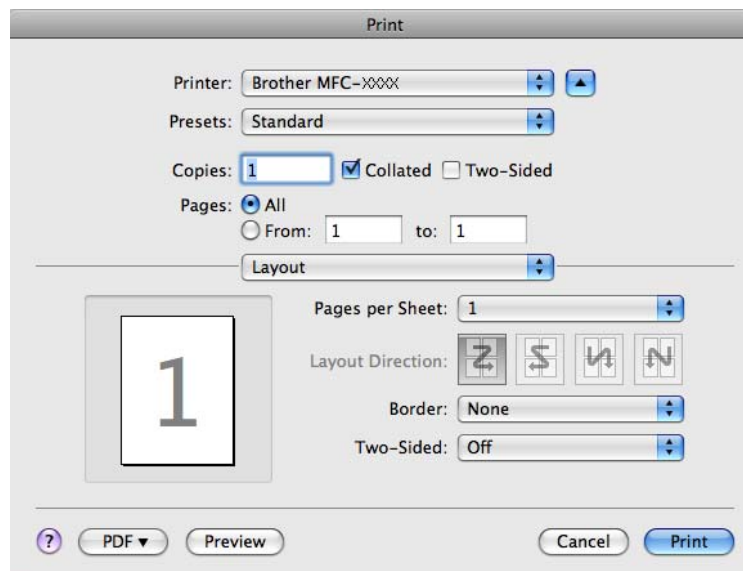 Print
Printer: Brother MFC-XXXX
Presets: Standard
Copies: 1 Collated Two-Sided
Pages: All
From: 1 to: 1
Layout
Pages per Sheet: 1
Layout Direction:
Border: None
Two-Sided: Off
1
? PDF▼ Preview Cancel Print